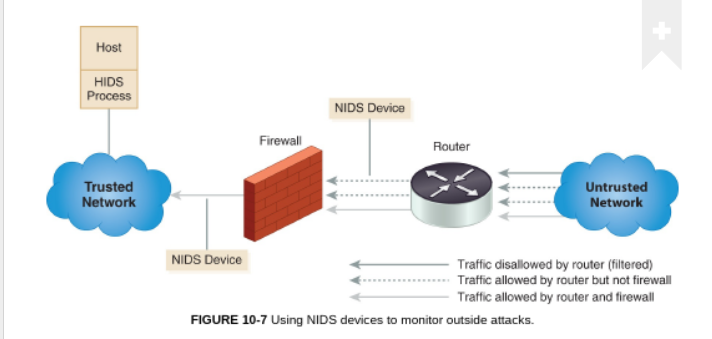 Host
HIDS
Process
NIDS Device
Firewall
Router
Trusted
Network
Untrusted
Network
NIDS Device
Traffic disallowed by router (filtered)
Traffic allowed by router but not firewall
Traffic allowed by router and firewall
FIGURE 10-7 Using NIDS devices to monitor outside attacks.